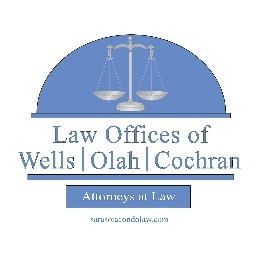 Law Offices of
Wells|Olah|Cochran
Attorneys at Law
sarasotacondolaw.com